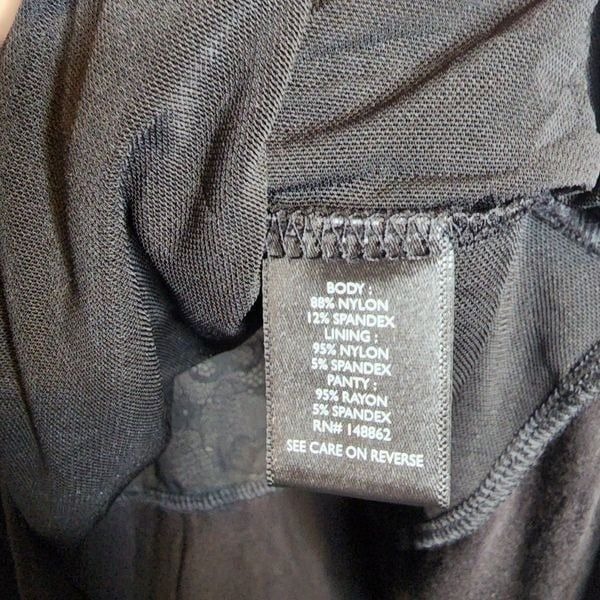 BODY :
88% NYLON
12% SPANDEX
LINING :
95% NYLON
5% SPANDEX
PANTY :
95% RAYON
5% SPANDEX
RN# 148862
SEE CARE ON REVERSE